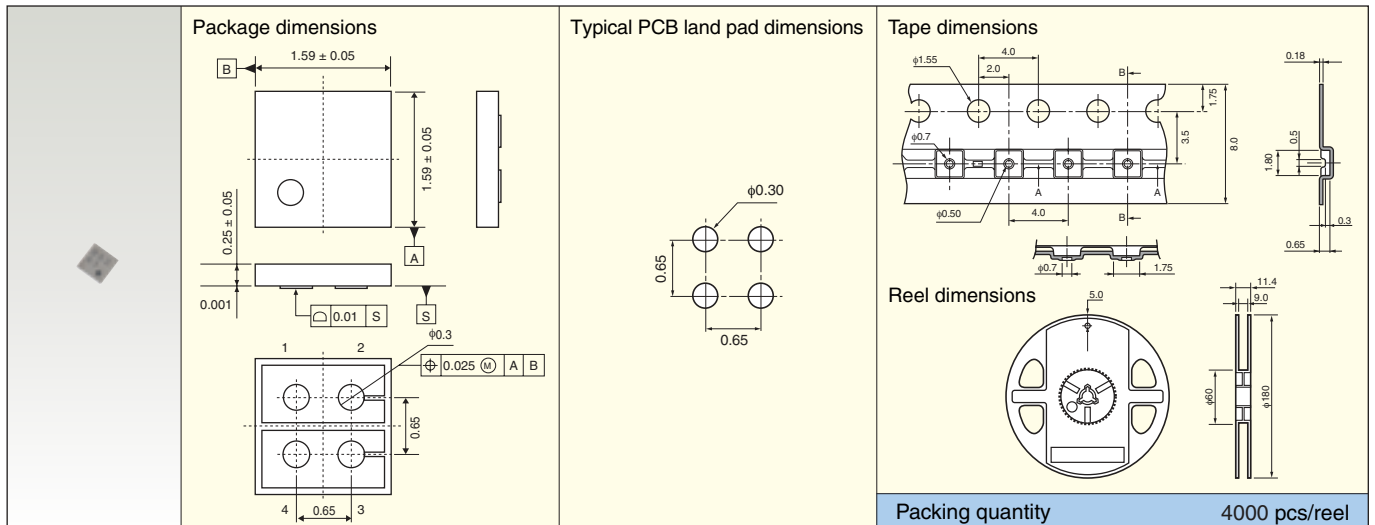 Package dimensions
1.59 ± 0.05
B
1.59 ± 0.05
A
0.25 ± 0.05
0.001
0.01 S
S
φ0.3
1 2
0.025 M A B
0.65
4 0.65 3
Typical PCB land pad dimensions
φ0.30
0.65
0.65
Tape dimensions
4.0
φ1.55
2.0
B
1.75
3.5
8.0
φ0.7
A A
φ0.50
4.0
B
φ0.7
1.75
0.18
0.5
1.80
0.3
0.65
Reel dimensions
5.0
11.4
9.0
φ60
φ180
Packing quantity 4000 pcs/reel